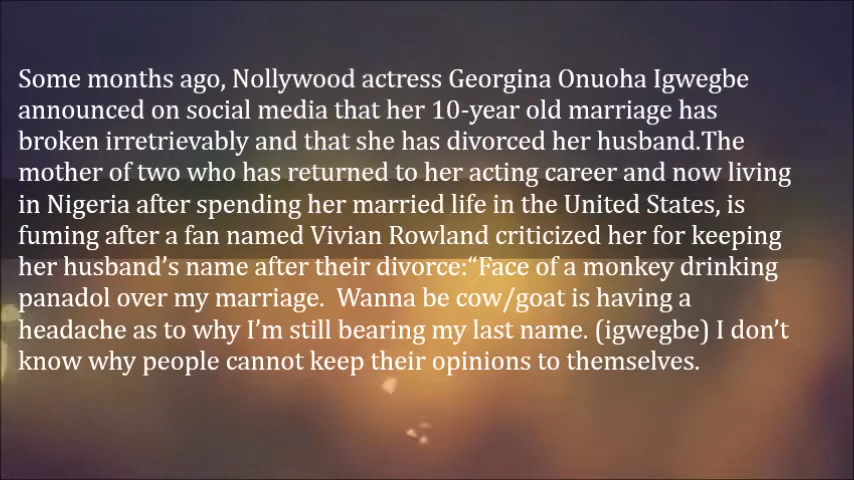 Some months ago, Nollywood actress Georgina Onuoha Igwegbe
announced on social media that her 10-year old marriage has
broken irretrievably and that she has divorced her husband.The
mother of two who has returned to her acting career and now living
in Nigeria after spending her married life in the United States, is
fuming after a fan named Vivian Rowland criticized her for keeping
her husband’s name after their divorce:“Face of a monkey drinking
panadol over my marriage.  Wanna be cow/goat is having a
headache as to why I’m still bearing my last name. (igwegbe) I don’t
know why people cannot keep their opinions to themselves.